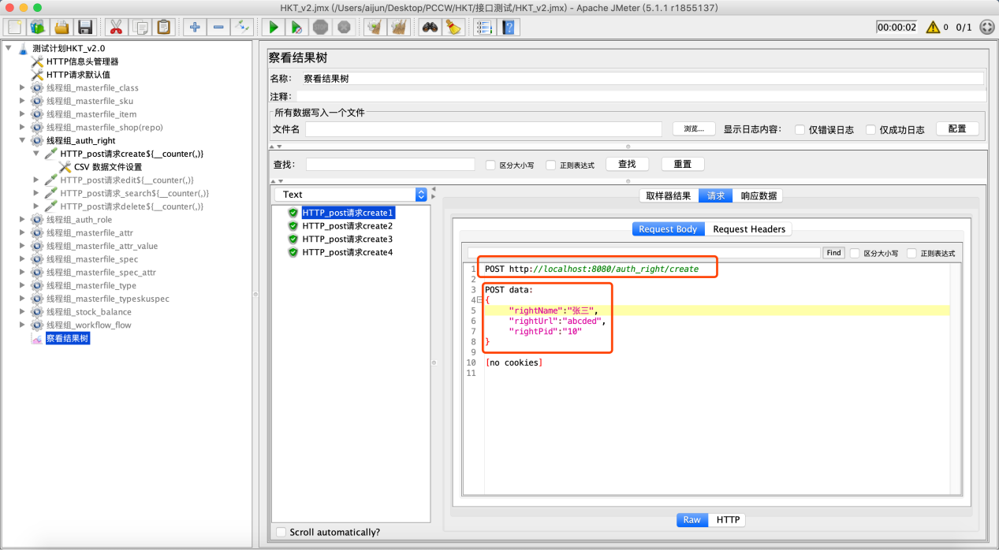 HKT_v2.jmx (/Users/aijun/Desktop/PCCW/HKT/接口测试/HKT_v2.jmx) - Apache JMeter (5.1.1 r1855137)
00:00:02 0 0/1
测试计划HKT_v2.0
HTTP信息头管理器
HTTP请求默认值
线程组_masterfile_class
线程组_masterfile_sku
线程组_masterfile_item
线程组_masterfile_shop(repo)
线程组_auth_right
HTTP_post请求create${__counter(,)}
CSV 数据文件设置
HTTP_post请求edit${__counter(,)}
HTTP_post请求_search${__counter(,)}
HTTP_post请求delete${__counter(,)}
线程组_auth_role
线程组_masterfile_attr
线程组_masterfile_attr_value
线程组_masterfile_spec
线程组_masterfile_spec_attr
线程组_masterfile_type
线程组_masterfile_typeskuspec
线程组_stock_balance
线程组_workflow_flow
察看结果树
察看结果树
名称： 察看结果树
注释：
所有数据写入一个文件
文件名 浏览... 显示日志内容： 仅错误日志 仅成功日志 配置
查找： 区分大小写 正则表达式 查找 重置
Text
HTTP_post请求create1
HTTP_post请求create2
HTTP_post请求create3
HTTP_post请求create4
Scroll automatically?
取样器结果 请求 响应数据
Request Body Request Headers
Find 区分大小写 正则表达式
1 POST http://localhost:8080/auth_right/create
2
3 POST data:
4 {
5 "rightName":"张三",
6 "rightUrl":"abcded",
7 "rightPid":"10"
8 }
9
10 [no cookies]
11
Raw HTTP